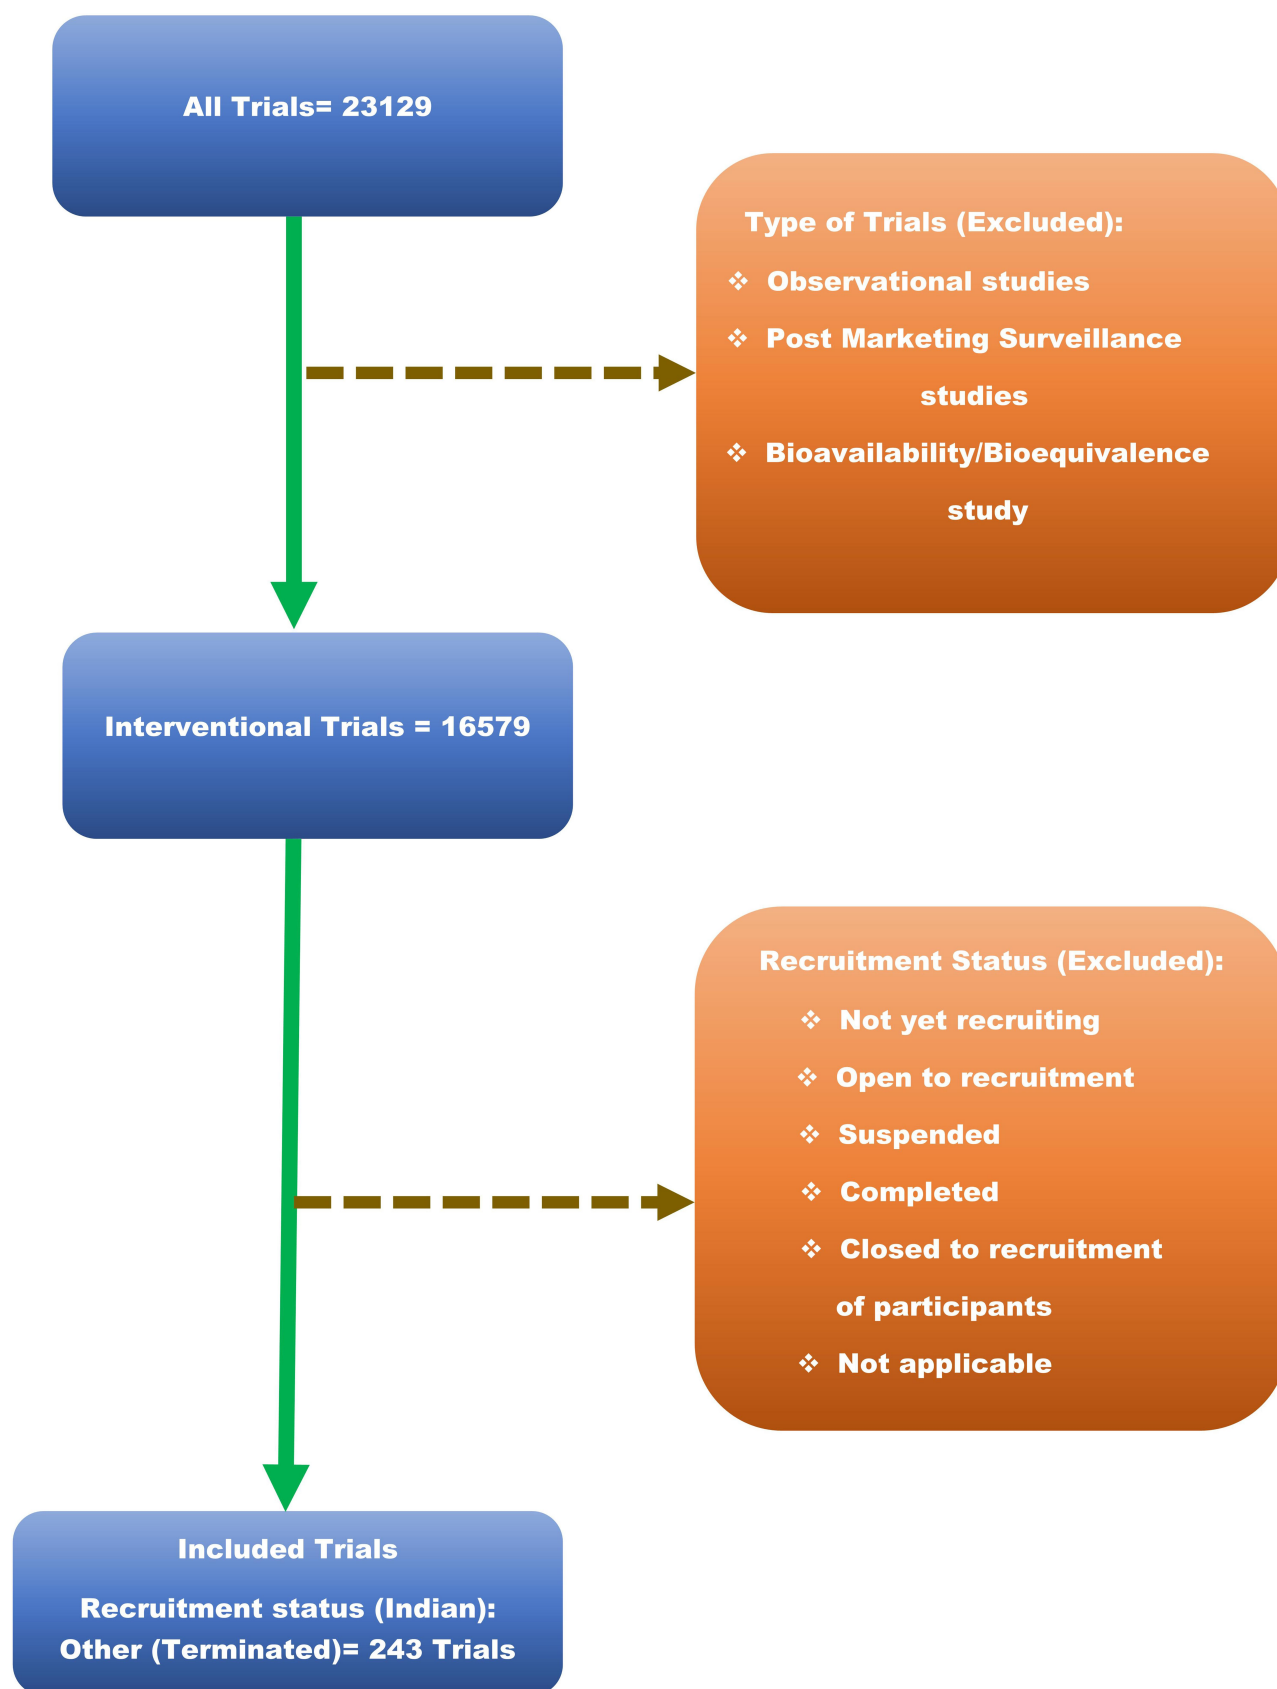 All Trials= 23129
Type of Trials (Excluded):
❖ Observational studies
❖ Post Marketing Surveillance
studies
❖ Bioavailability/Bioequivalence
study
Interventional Trials = 16579
Recruitment Status (Excluded):
❖ Not yet recruiting
❖ Open to recruitment
❖ Suspended
❖ Completed
❖ Closed to recruitment
of participants
❖ Not applicable
Included Trials
Recruitment status (Indian):
Other (Terminated)= 243 Trials